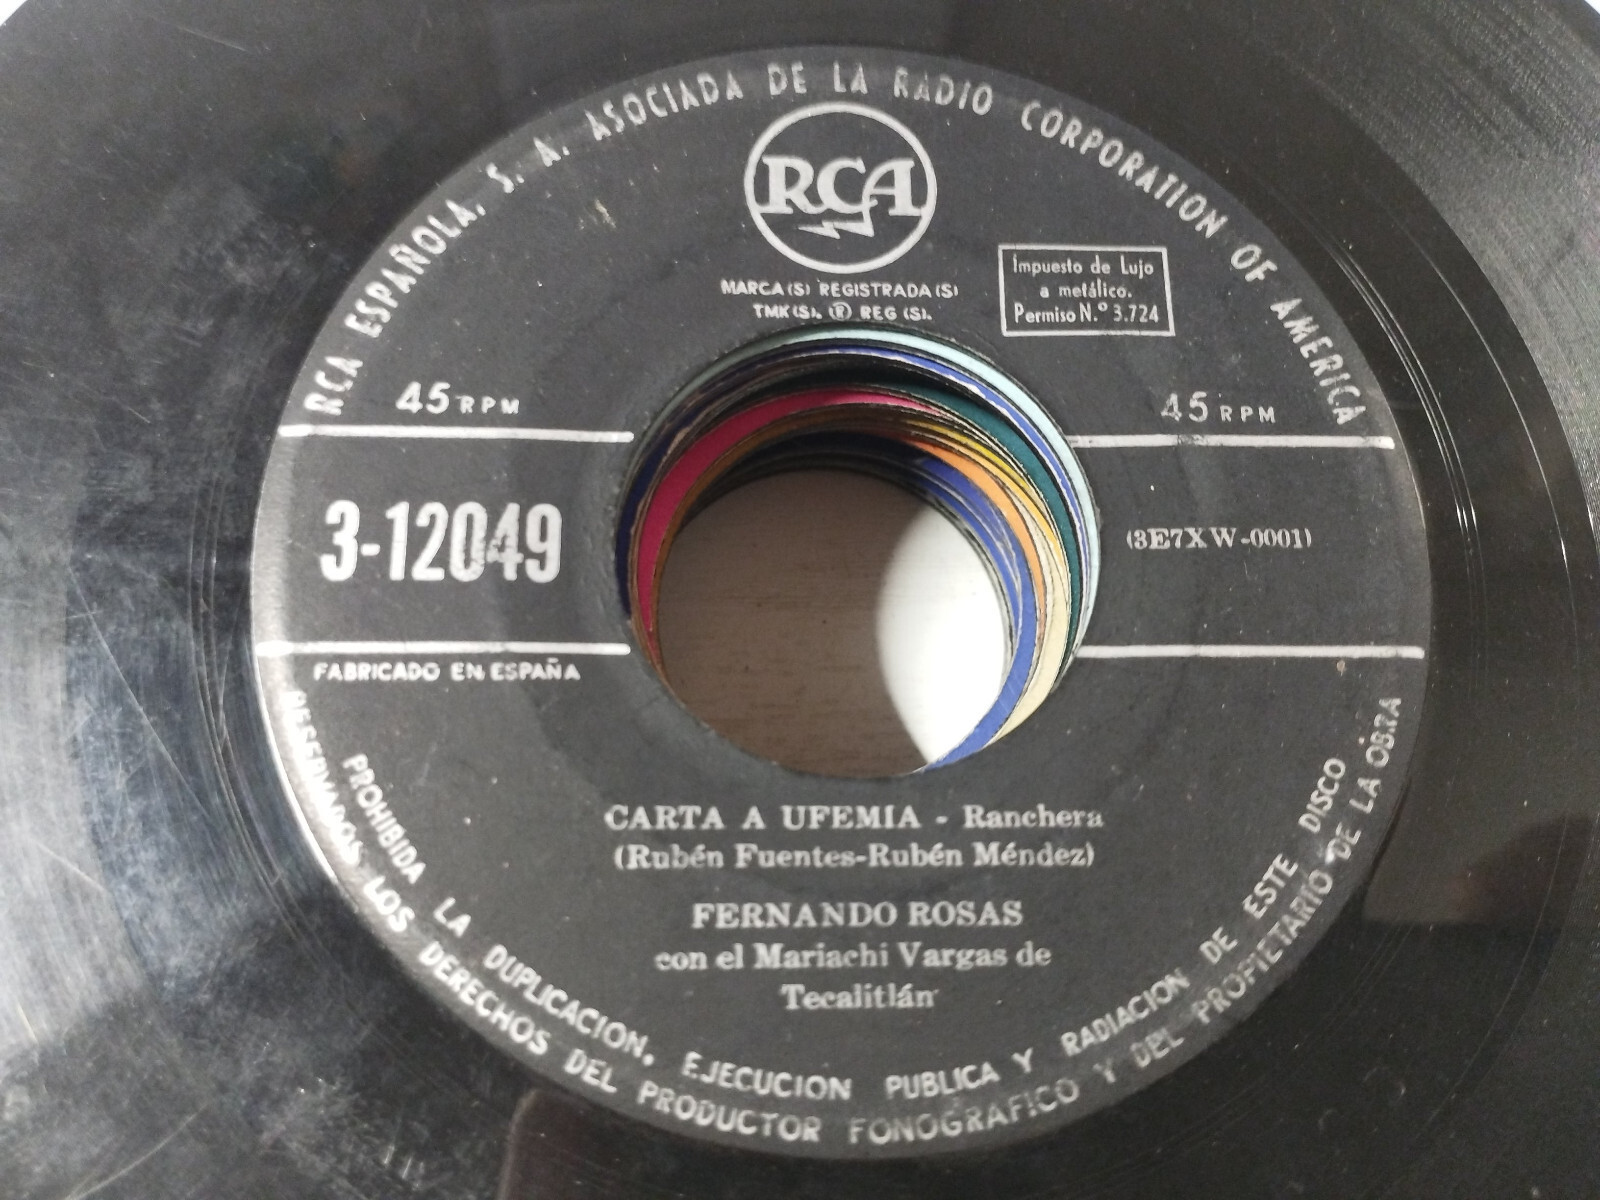 RCA ESPAÑOLA, S. A. ASOCIADA DE LA RADIO CORPORATION OF AMERICA
RCA
MARCA(S) REGISTRADA(S)
TMK(S). ® REG (S).
Impuesto de Lujo
a metálico.
Permiso N.º 3.724
45 RPM
45 RPM
3-12049
(3E7XW-0001)
FABRICADO EN ESPAÑA
CARTA A UFEMIA - Ranchera
(Rubén Fuentes-Rubén Méndez)
FERNANDO ROSAS
con el Mariachi Vargas de
Tecalitlán
PROHIBIDA LA DUPLICACION, EJECUCION PUBLICA Y RADIACION DE ESTE DISCO
RESERVADOS LOS DERECHOS DEL PRODUCTOR FONOGRAFICO Y DEL PROPIETARIO DE LA OBRA